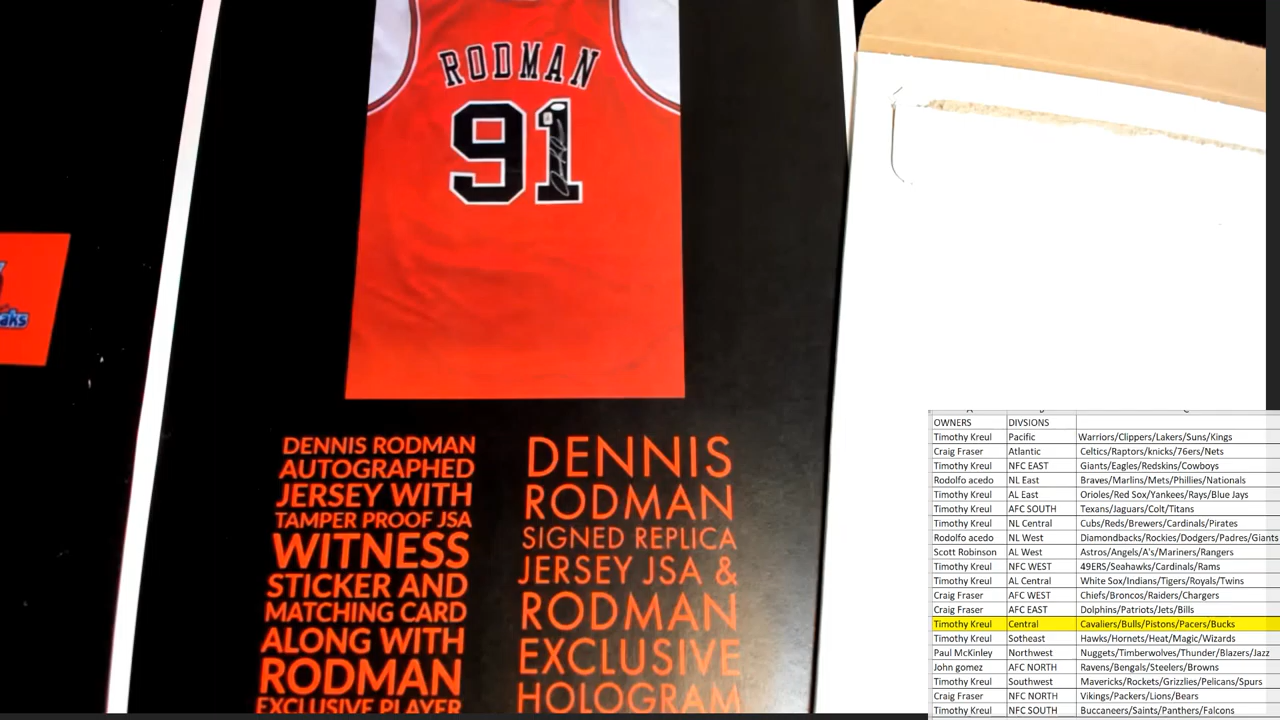 RODMAN
91
aks
DENNIS RODMAN
AUTOGRAPHED
JERSEY WITH
TAMPER PROOF JSA
WITNESS
STICKER AND
MATCHING CARD
ALONG WITH
RODMAN
EXCLUSIVE PLAYER
DENNIS
RODMAN
SIGNED REPLICA
JERSEY JSA &
RODMAN
EXCLUSIVE
HOLOGRAM
OWNERS DIVSIONS
Timothy Kreul Pacific Warriors/Clippers/Lakers/Suns/Kings
Craig Fraser Atlantic Celtics/Raptors/knicks/76ers/Nets
Timothy Kreul NFC EAST Giants/Eagles/Redskins/Cowboys
Rodolfo acedo NL East Braves/Marlins/Mets/Phillies/Nationals
Timothy Kreul AL East Orioles/Red Sox/Yankees/Rays/Blue Jays
Timothy Kreul AFC SOUTH Texans/Jaguars/Colt/Titans
Timothy Kreul NL Central Cubs/Reds/Brewers/Cardinals/Pirates
Rodolfo acedo NL West Diamondbacks/Rockies/Dodgers/Padres/Giants
Scott Robinson AL West Astros/Angels/A's/Mariners/Rangers
Timothy Kreul NFC WEST 49ERS/Seahawks/Cardinals/Rams
Timothy Kreul AL Central White Sox/Indians/Tigers/Royals/Twins
Craig Fraser AFC WEST Chiefs/Broncos/Raiders/Chargers
Craig Fraser AFC EAST Dolphins/Patriots/Jets/Bills
Timothy Kreul Central Cavaliers/Bulls/Pistons/Pacers/Bucks
Timothy Kreul Sotheast Hawks/Hornets/Heat/Magic/Wizards
Paul McKinley Northwest Nuggets/Timberwolves/Thunder/Blazers/Jazz
John gomez AFC NORTH Ravens/Bengals/Steelers/Browns
Timothy Kreul Southwest Mavericks/Rockets/Grizzlies/Pelicans/Spurs
Craig Fraser NFC NORTH Vikings/Packers/Lions/Bears
Timothy Kreul NFC SOUTH Buccaneers/Saints/Panthers/Falcons